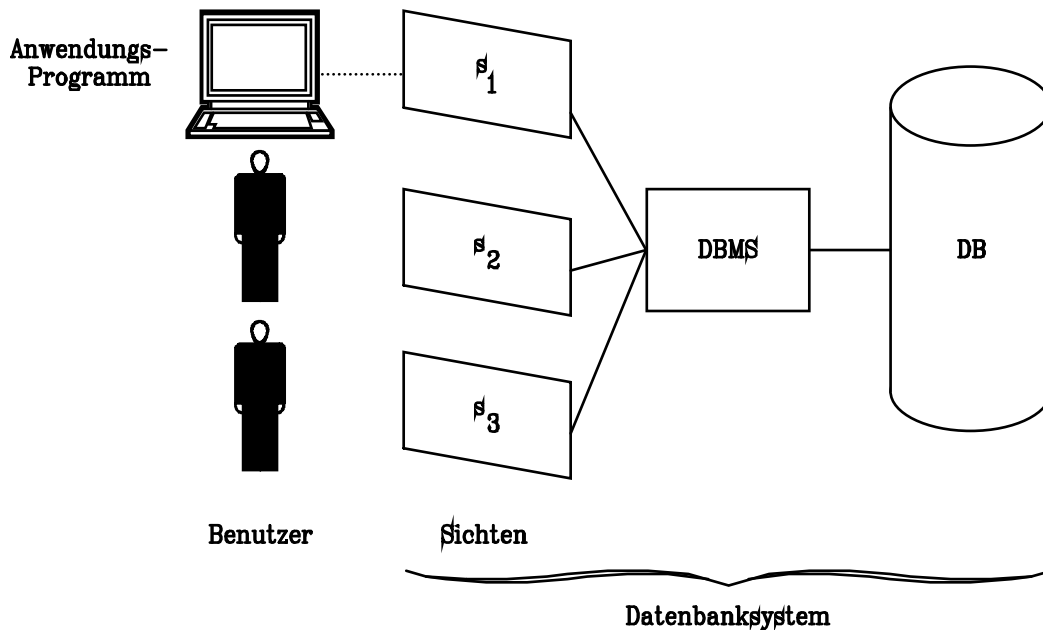 Anwendungs-
Programm
s1
s2
s3
DBMS
DB
Benutzer
Sichten
Datenbanksystem